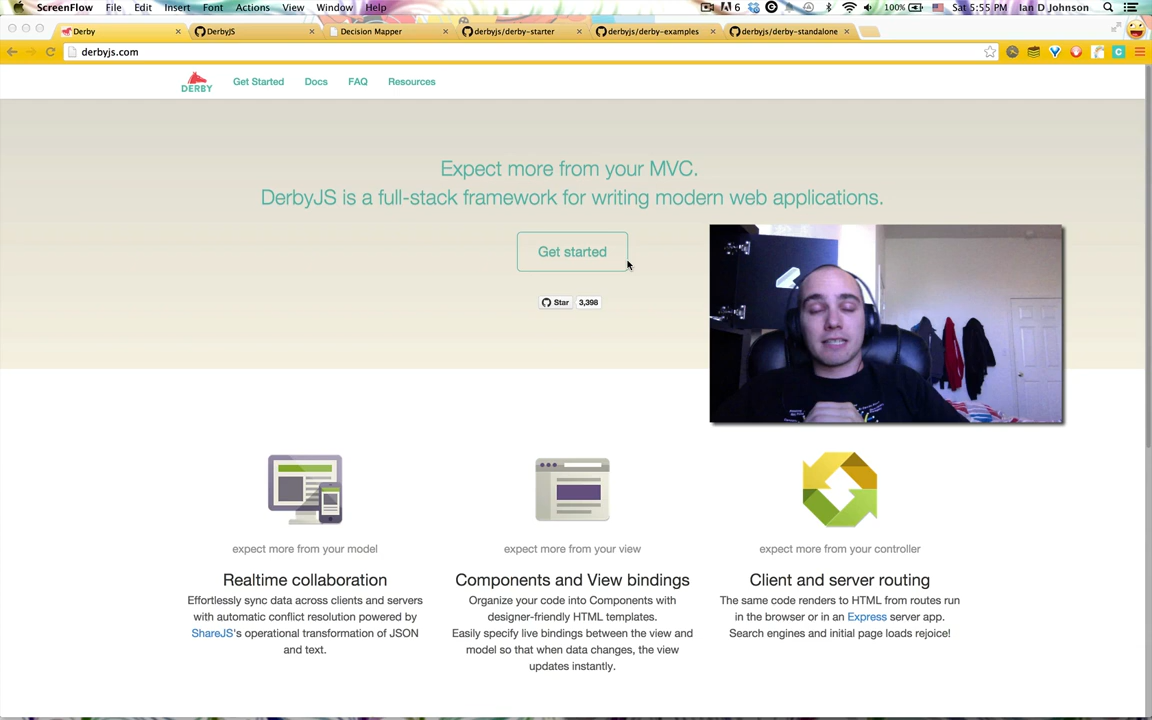 ScreenFlow File Edit Insert Font Actions View Window Help 6 100% Sat 5:55 PM Ian D Johnson
Derby DerbyJS Decision Mapper derbyjs/derby-starter derbyjs/derby-examples derbyjs/derby-standalone
derbyjs.com
DERBY Get Started Docs FAQ Resources
Expect more from your MVC.
DerbyJS is a full-stack framework for writing modern web applications.
Get started
Star 3,398
expect more from your model
Realtime collaboration
Effortlessly sync data across clients and servers
with automatic conflict resolution powered by
ShareJS's operational transformation of JSON
and text.
expect more from your view
Components and View bindings
Organize your code into Components with
designer-friendly HTML templates.
Easily specify live bindings between the view and
model so that when data changes, the view
updates instantly.
expect more from your controller
Client and server routing
The same code renders to HTML from routes run
in the browser or in an Express server app.
Search engines and initial page loads rejoice!